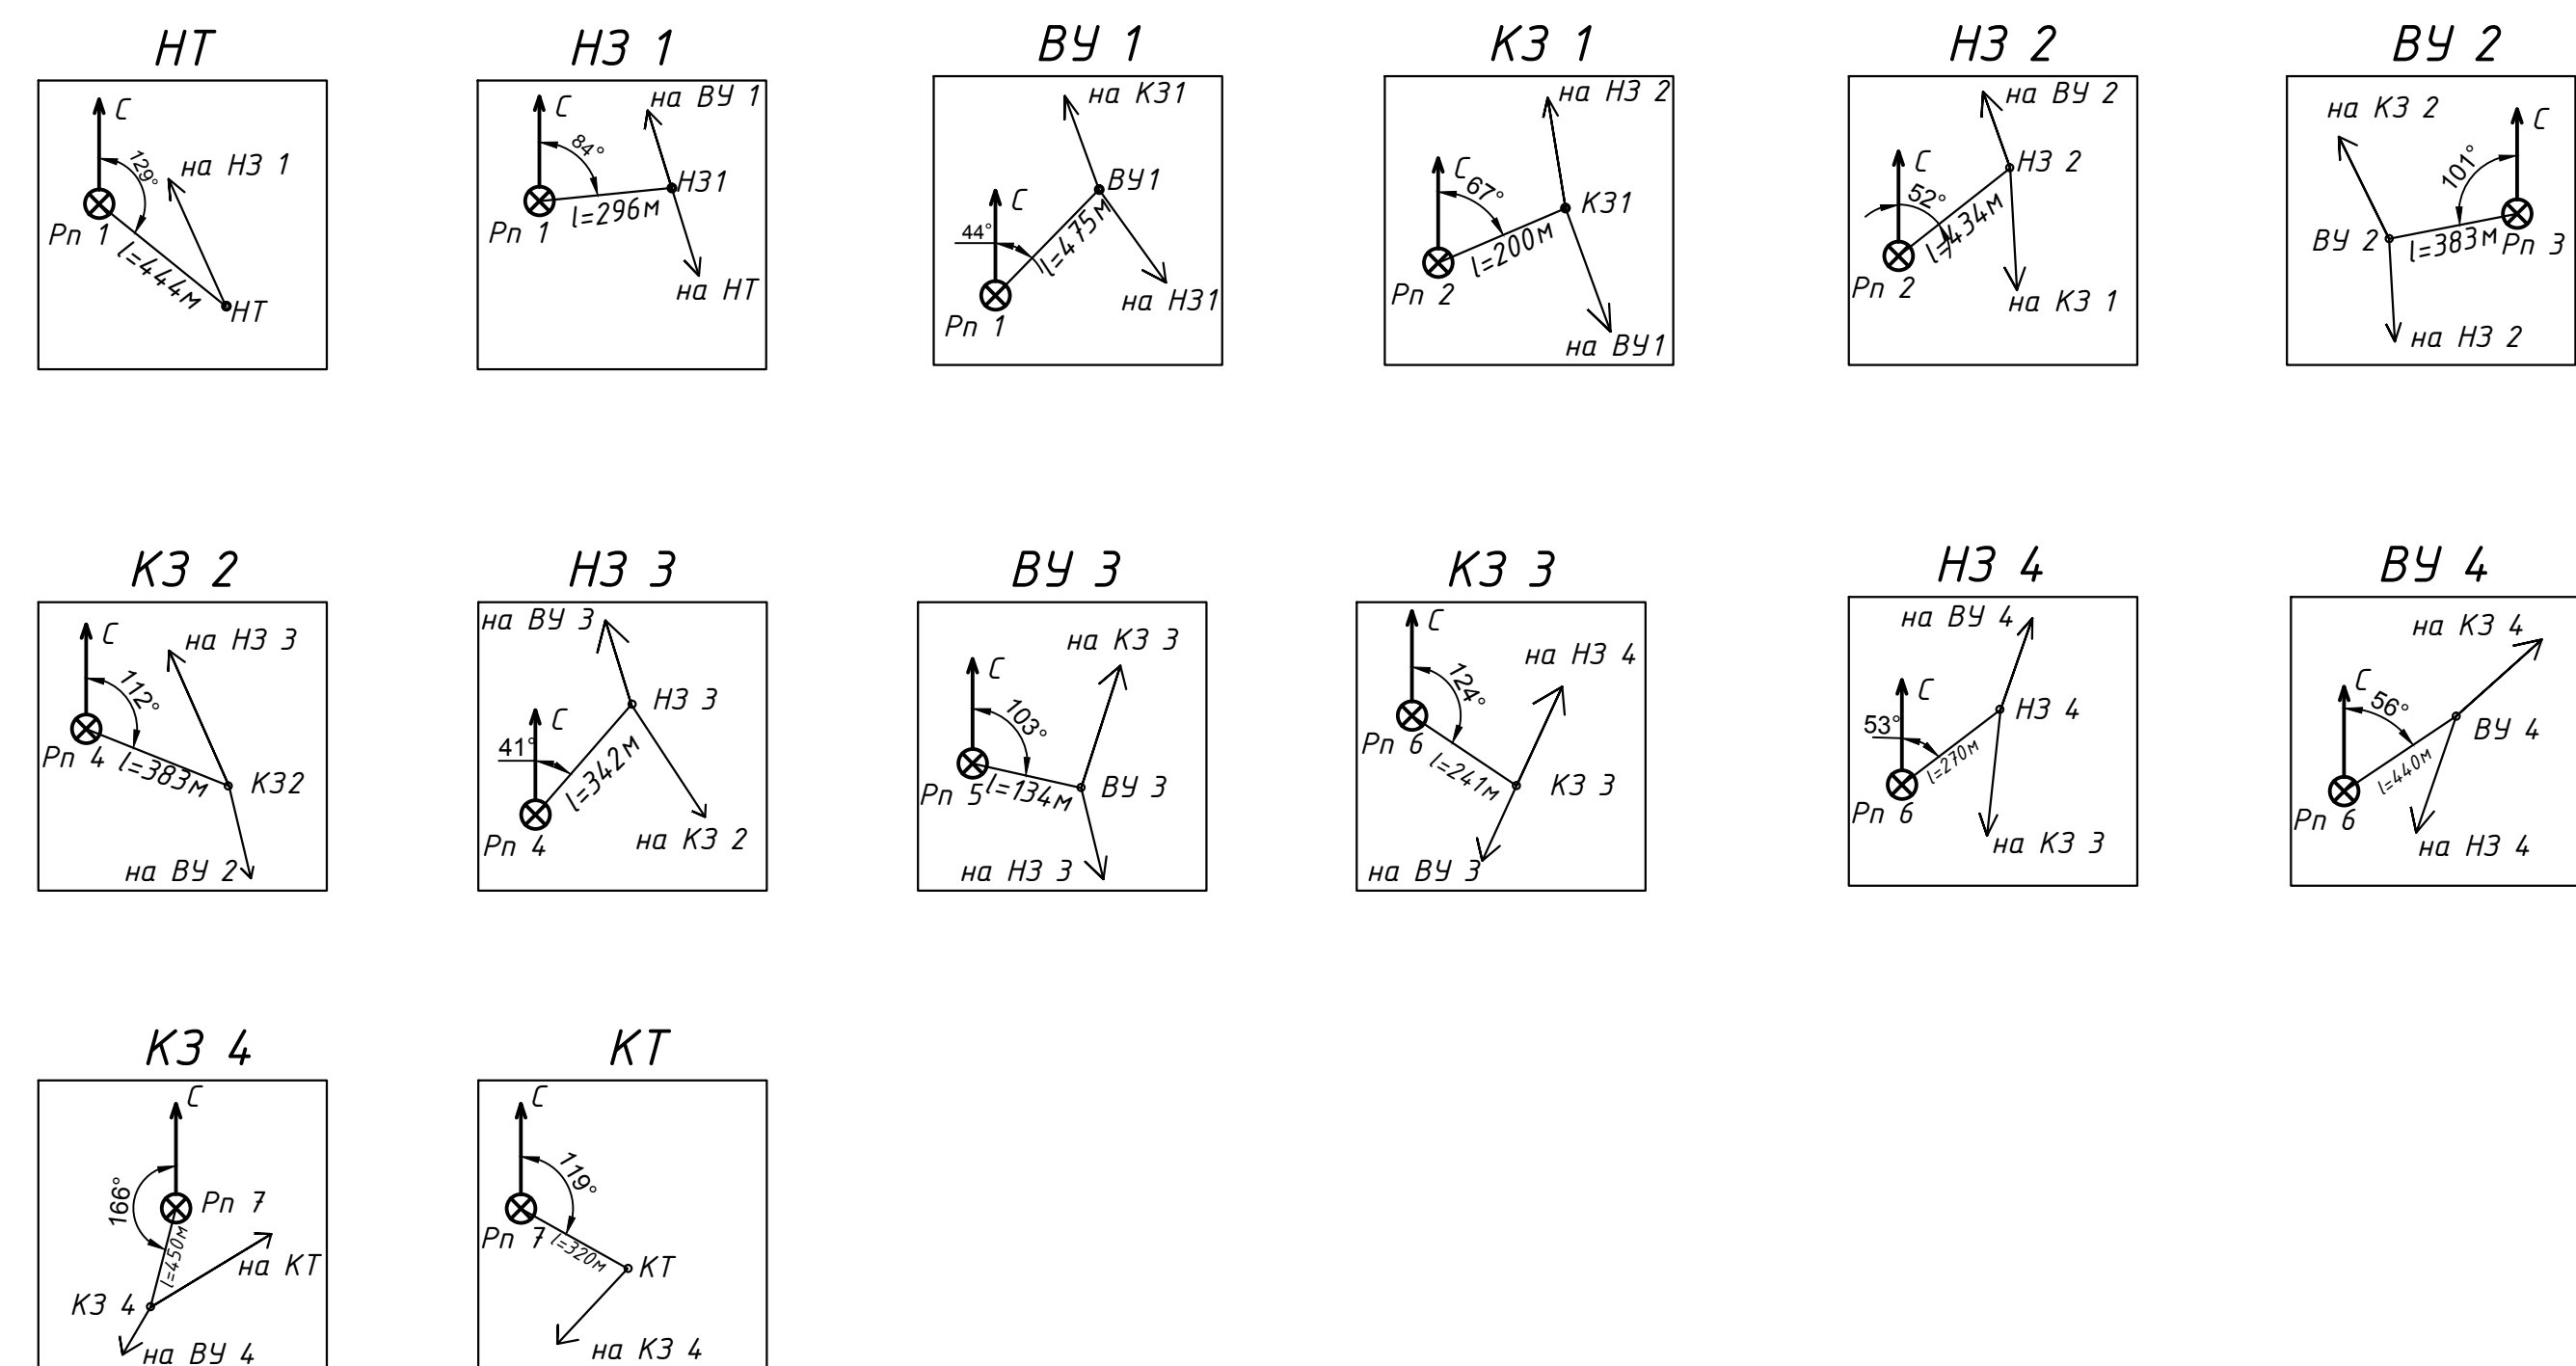 НТ
С
129°
на НЗ 1
Рп 1
l=444м
НТ
НЗ 1
на ВУ 1
С
84°
НЗ1
Рп 1
l=296м
на НТ
ВУ 1
на КЗ1
ВУ1
С
44°
l=475м
на НЗ1
Рп 1
КЗ 1
на НЗ 2
С
67°
КЗ1
l=200м
Рп 2
на ВУ1
НЗ 2
на ВУ 2
С
НЗ 2
52°
l=434м
Рп 2
на КЗ 1
ВУ 2
на КЗ 2
С
101°
ВУ 2
l=383м
Рп 3
на НЗ 2
КЗ 2
С
на НЗ 3
112°
Рп 4
l=383м
КЗ2
на ВУ 2
НЗ 3
на ВУ 3
НЗ 3
С
41°
l=342м
Рп 4
на КЗ 2
ВУ 3
на КЗ 3
С
103°
Рп 5
l=134м
ВУ 3
на НЗ 3
КЗ 3
С
на НЗ 4
124°
Рп 6
l=241м
КЗ 3
на ВУ 3
НЗ 4
на ВУ 4
С
НЗ 4
53°
l=270м
Рп 6
на КЗ 3
ВУ 4
на КЗ 4
С
56°
ВУ 4
l=440м
Рп 6
на НЗ 4
КЗ 4
С
166°
Рп 7
l=450м
на КТ
КЗ 4
на ВУ 4
КТ
С
119°
Рп 7
l=320м
КТ
на КЗ 4